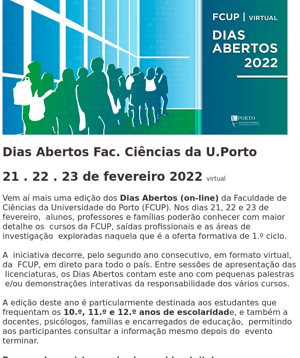 FCUP | VIRTUAL
DIAS
ABERTOS
2022
U.PORTO
Dias Abertos Fac. Ciências da U.Porto
21 . 22 . 23 de fevereiro 2022 virtual
Vem aí mais uma edição dos Dias Abertos (on-line) da Faculdade de
Ciências da Universidade do Porto (FCUP). Nos dias 21, 22 e 23 de
fevereiro, alunos, professores e famílias poderão conhecer com maior
detalhe os cursos da FCUP, saídas profissionais e as áreas de
investigação exploradas naquela que é a oferta formativa de 1.º ciclo.
A iniciativa decorre, pelo segundo ano consecutivo, em formato virtual,
da FCUP, em direto para todo o país. Entre sessões de apresentação das
licenciaturas, os Dias Abertos contam este ano com pequenas palestras
e/ou demonstrações interativas da responsabilidade dos vários cursos.
A edição deste ano é particularmente destinada aos estudantes que
frequentam os 10.º, 11.º e 12.º anos de escolaridade, e também a
docentes, psicólogos, famílias e encarregados de educação, permitindo
aos participantes consultar a informação mesmo depois do evento
terminar.